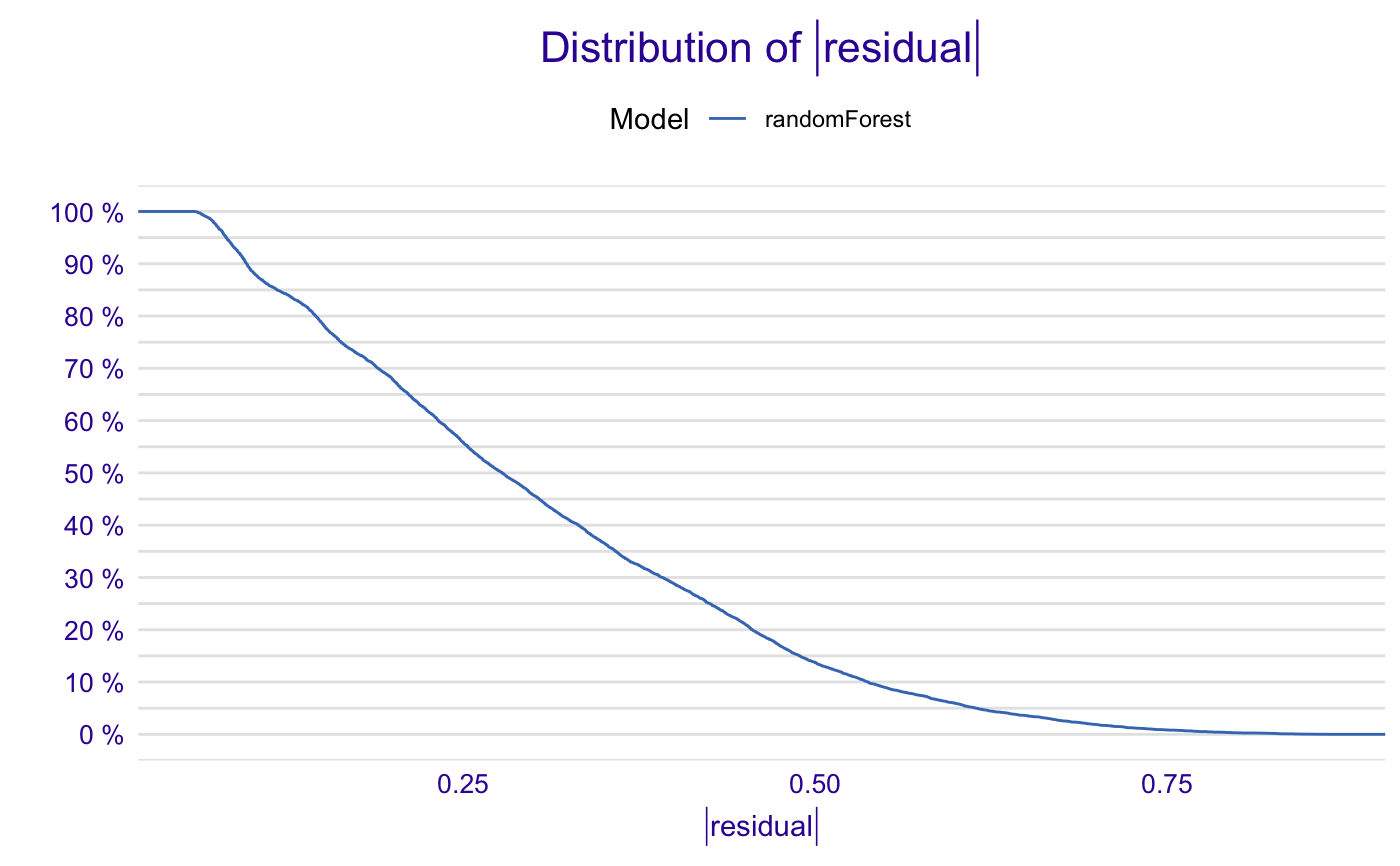 Distribution of |residual|
Model randomForest
100 %
90 %
80 %
70 %
60 %
50 %
40 %
30 %
20 %
10 %
0 %
0.25 0.50 0.75
|residual|